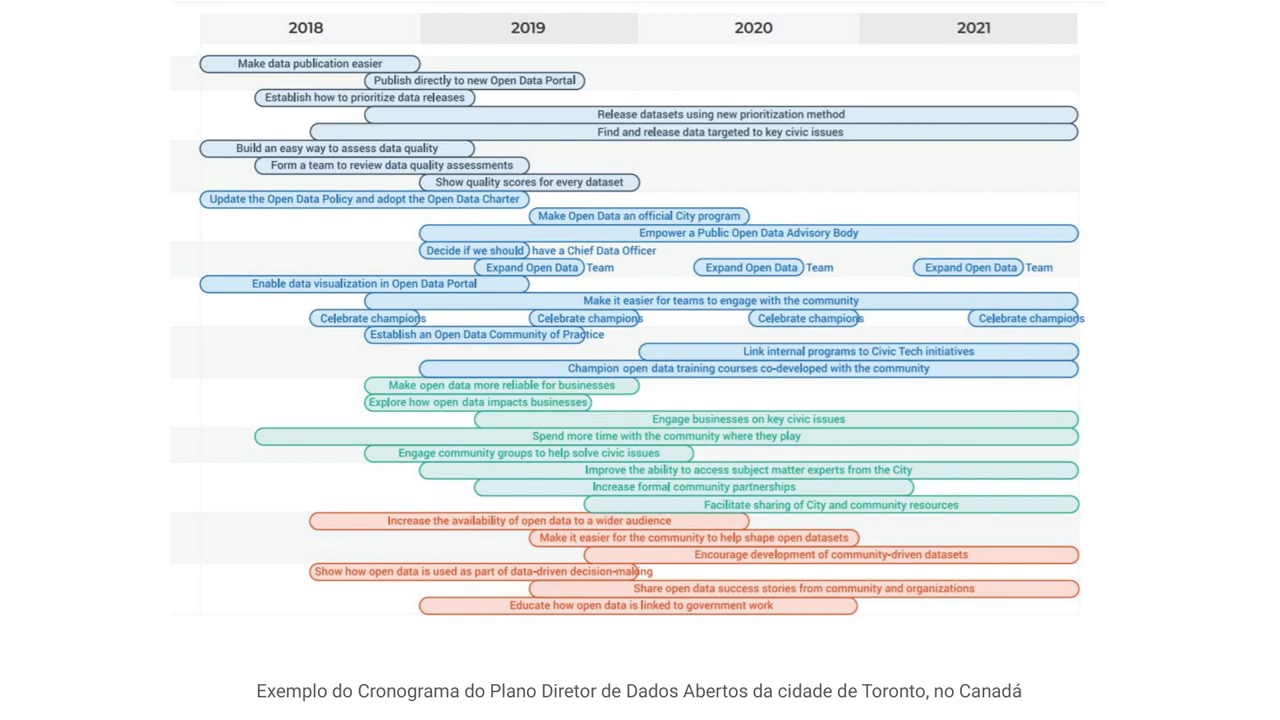 2018 2019 2020 2021
Make data publication easier
Publish directly to new Open Data Portal
Establish how to prioritize data releases
Release datasets using new prioritization method
Find and release data targeted to key civic issues
Build an easy way to assess data quality
Form a team to review data quality assessments
Show quality scores for every dataset
Update the Open Data Policy and adopt the Open Data Charter
Make Open Data an official City program
Empower a Public Open Data Advisory Body
Decide if we should have a Chief Data Officer
Expand Open Data Team Expand Open Data Team Expand Open Data Team
Enable data visualization in Open Data Portal
Make it easier for teams to engage with the community
Celebrate champions Celebrate champions Celebrate champions Celebrate champions
Establish an Open Data Community of Practice
Link internal programs to Civic Tech initiatives
Champion open data training courses co-developed with the community
Make open data more reliable for businesses
Explore how open data impacts businesses
Engage businesses on key civic issues
Spend more time with the community where they play
Engage community groups to help solve civic issues
Improve the ability to access subject matter experts from the City
Increase formal community partnerships
Facilitate sharing of City and community resources
Increase the availability of open data to a wider audience
Make it easier for the community to help shape open datasets
Encourage development of community-driven datasets
Show how open data is used as part of data-driven decision-making
Share open data success stories from community and organizations
Educate how open data is linked to government work
Exemplo do Cronograma do Plano Diretor de Dados Abertos da cidade de Toronto, no Canadá